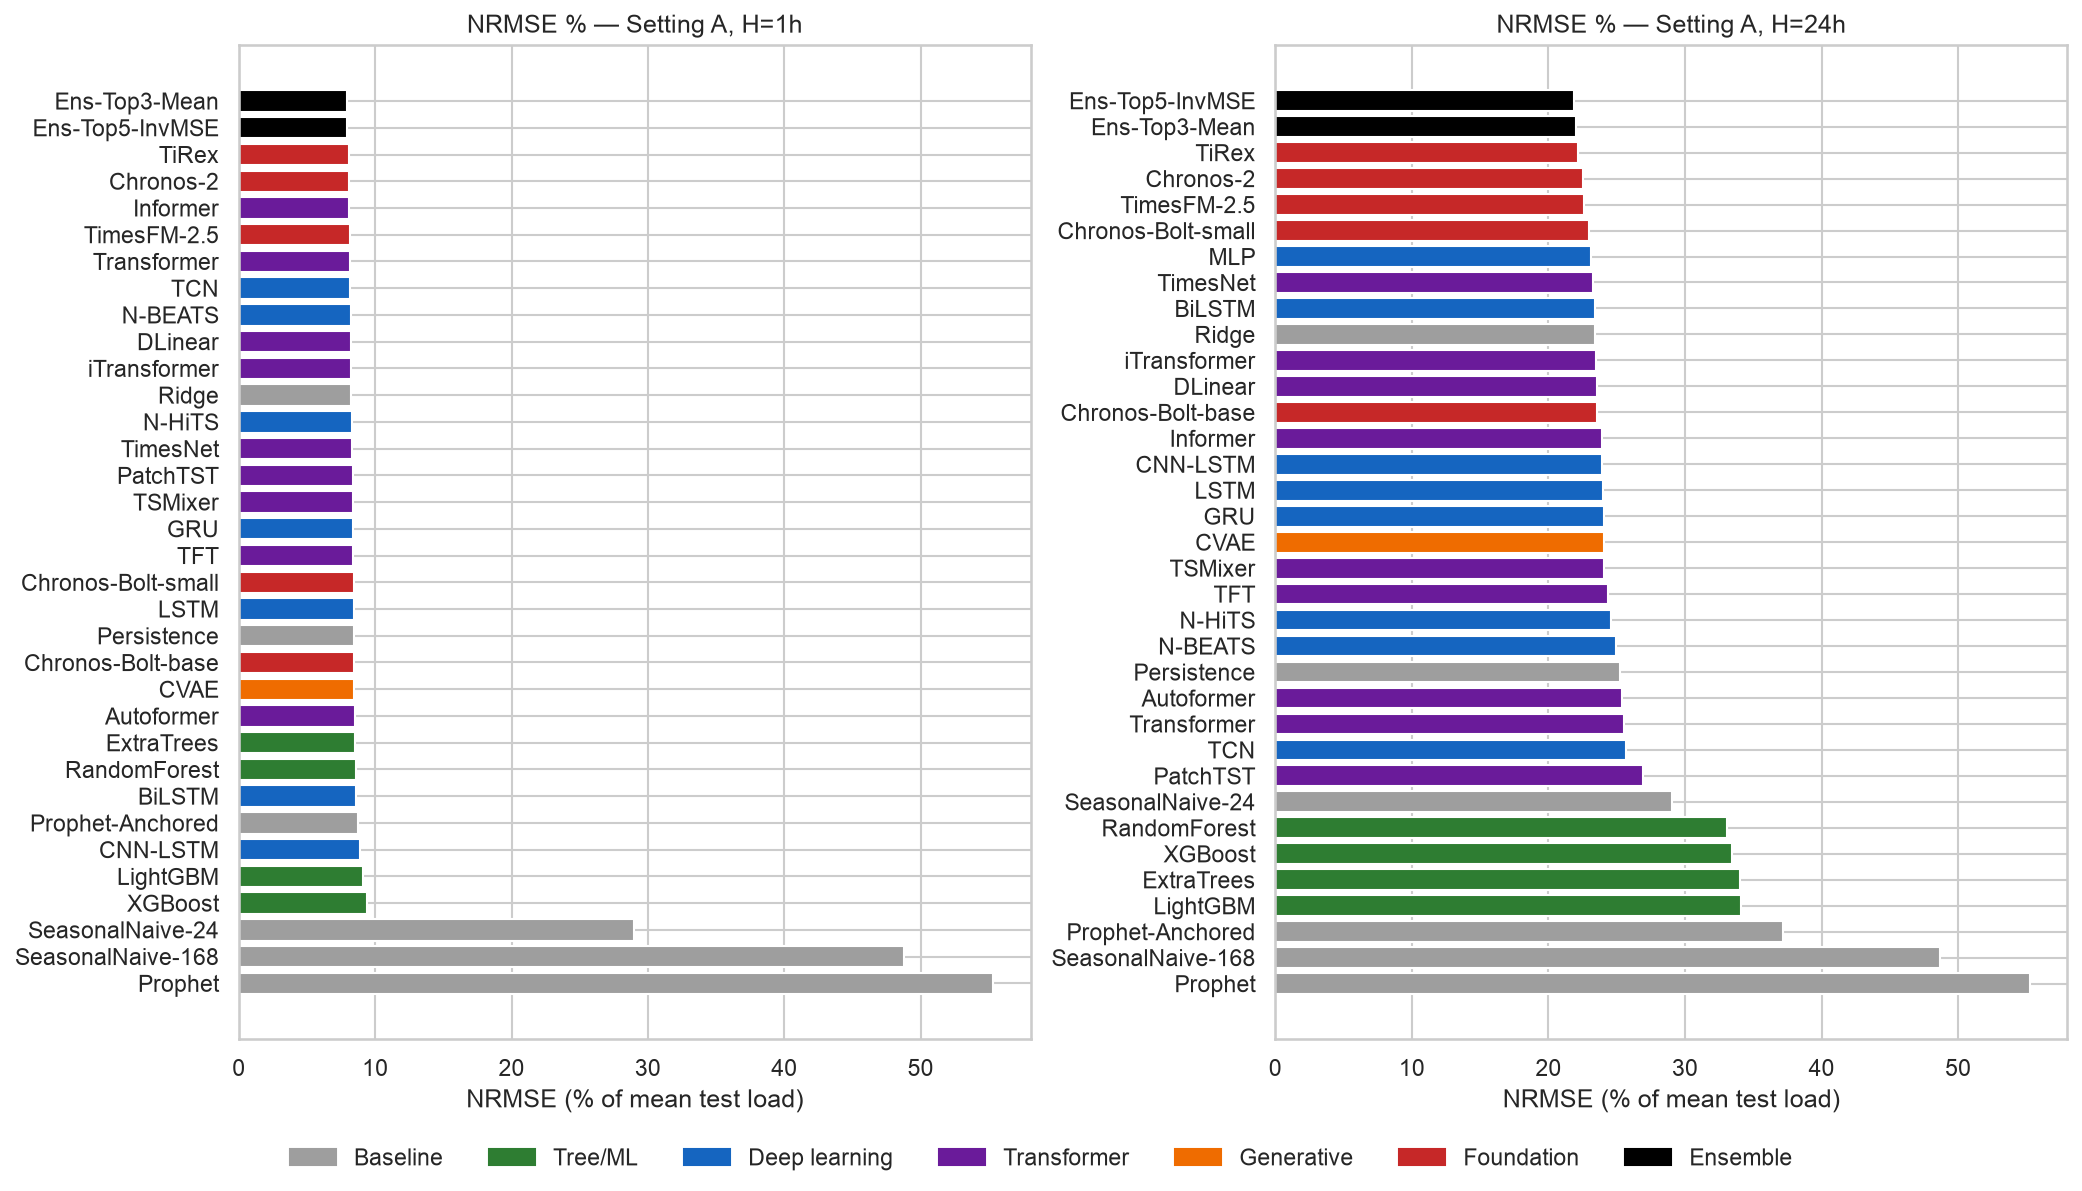 NRMSE % — Setting A, H=1h
Ens-Top3-Mean
Ens-Top5-InvMSE
TiRex
Chronos-2
Informer
TimesFM-2.5
Transformer
TCN
N-BEATS
DLinear
iTransformer
Ridge
N-HiTS
TimesNet
PatchTST
TSMixer
GRU
TFT
Chronos-Bolt-small
LSTM
Persistence
Chronos-Bolt-base
CVAE
Autoformer
ExtraTrees
RandomForest
BiLSTM
Prophet-Anchored
CNN-LSTM
LightGBM
XGBoost
SeasonalNaive-24
SeasonalNaive-168
Prophet
0 10 20 30 40 50
NRMSE (% of mean test load)
NRMSE % — Setting A, H=24h
Ens-Top5-InvMSE
Ens-Top3-Mean
TiRex
Chronos-2
TimesFM-2.5
Chronos-Bolt-small
MLP
TimesNet
BiLSTM
Ridge
iTransformer
DLinear
Chronos-Bolt-base
Informer
CNN-LSTM
LSTM
GRU
CVAE
TSMixer
TFT
N-HiTS
N-BEATS
Persistence
Autoformer
Transformer
TCN
PatchTST
SeasonalNaive-24
RandomForest
XGBoost
ExtraTrees
LightGBM
Prophet-Anchored
SeasonalNaive-168
Prophet
0 10 20 30 40 50
NRMSE (% of mean test load)
Baseline Tree/ML Deep learning Transformer Generative Foundation Ensemble